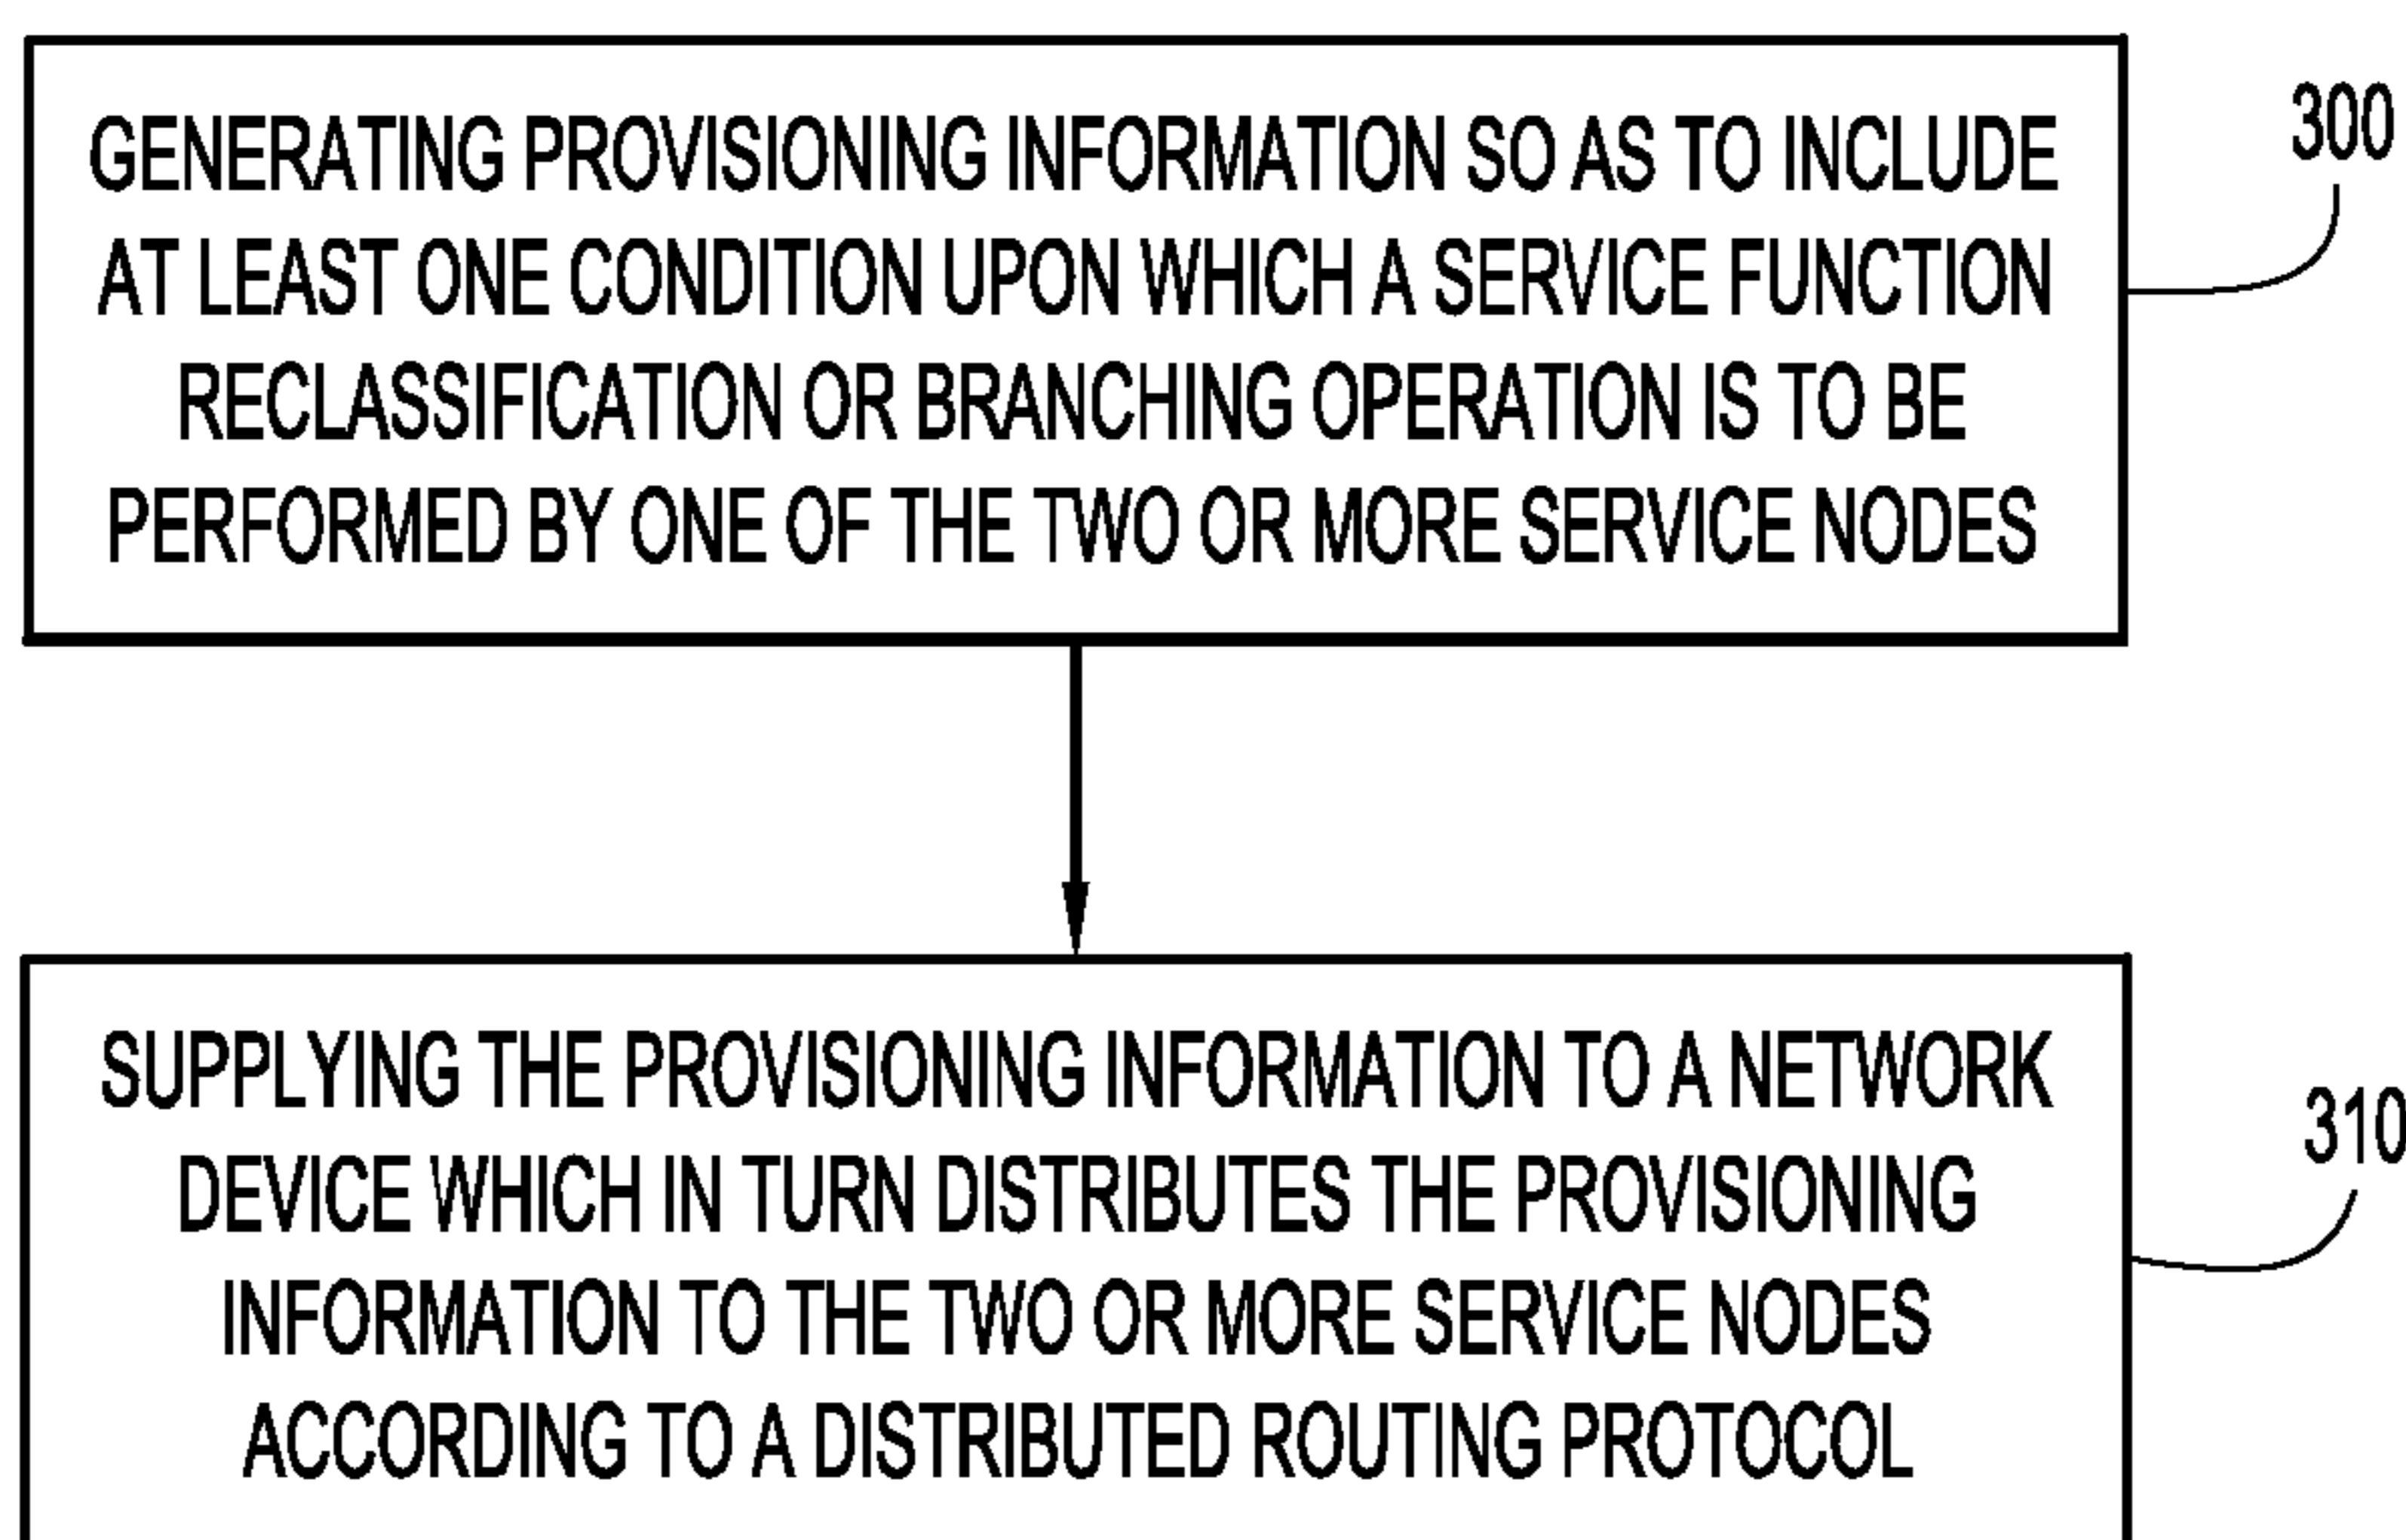 GENERATING PROVISIONING INFORMATION SO AS TO INCLUDE
AT LEAST ONE CONDITION UPON WHICH A SERVICE FUNCTION
RECLASSIFICATION OR BRANCHING OPERATION IS TO BE
PERFORMED BY ONE OF THE TWO OR MORE SERVICE NODES
300
SUPPLYING THE PROVISIONING INFORMATION TO A NETWORK
DEVICE WHICH IN TURN DISTRIBUTES THE PROVISIONING
INFORMATION TO THE TWO OR MORE SERVICE NODES
ACCORDING TO A DISTRIBUTED ROUTING PROTOCOL
310